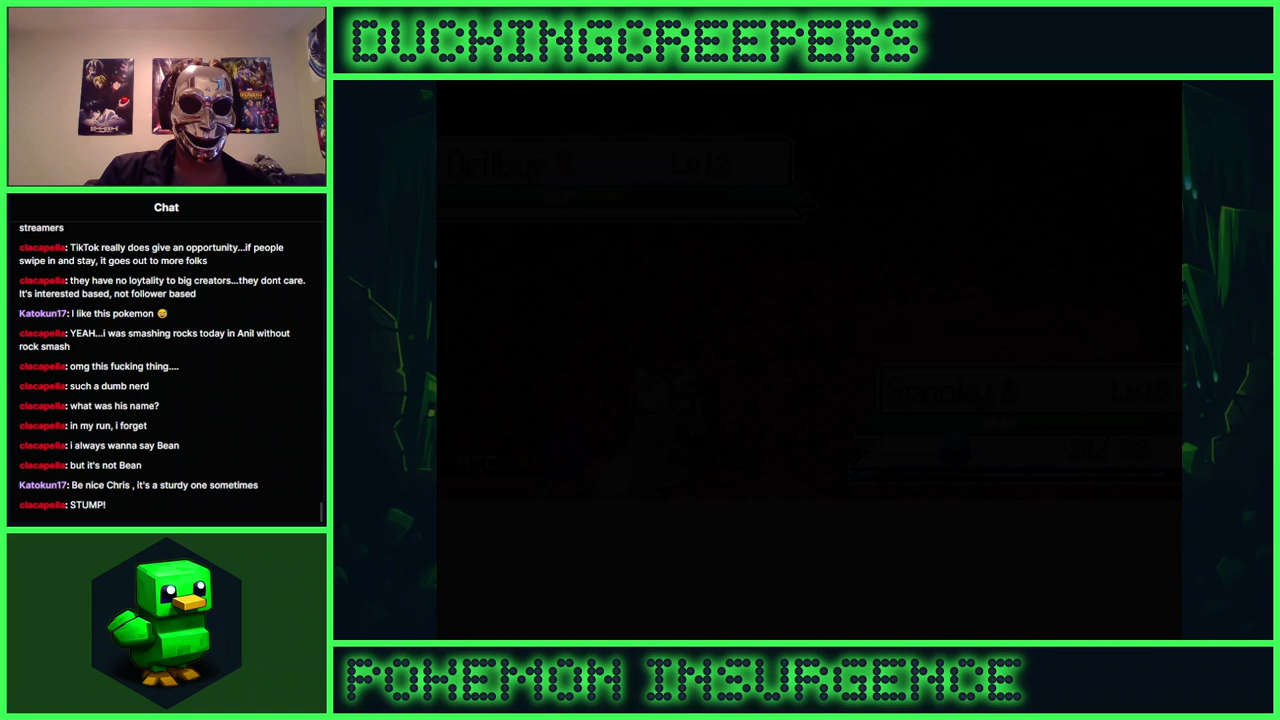 DUCKINGCREEPERS
Chat
streamers
clacapella: TikTok really does give an opportunity...if people
swipe in and stay, it goes out to more folks
clacapella: they have no loytality to big creators...they dont care.
It's interested based, not follower based
Katokun17: I like this pokemon 😅
clacapella: YEAH...i was smashing rocks today in Anil without
rock smash
clacapella: omg this fucking thing....
clacapella: such a dumb nerd
clacapella: what was his name?
clacapella: in my run, i forget
clacapella: i always wanna say Bean
clacapella: but it's not Bean
Katokun17: Be nice Chris , it's a sturdy one sometimes
clacapella: STUMP!
Drilbur Lv12
Lv15
POKEMON INSURGENCE